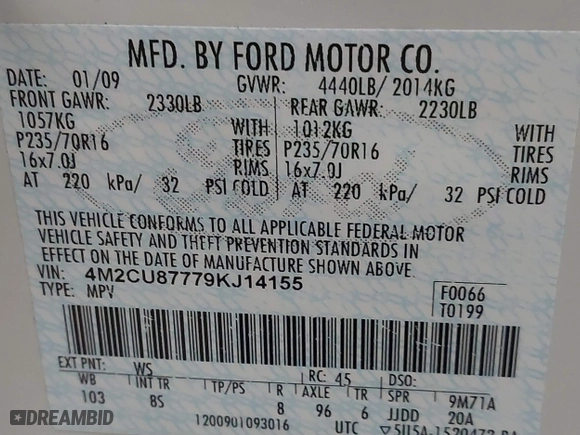 MFD. BY FORD MOTOR CO.
DATE: 01/09 GVWR: 4440LB/ 2014KG
FRONT GAWR: 2330LB REAR GAWR: 2230LB
1057KG WITH 1012KG WITH
P235/70R16 TIRES P235/70R16 TIRES
16x7.0J RIMS 16x7.0J RIMS
AT 220 kPa/ 32 PSI COLD AT 220 kPa/ 32 PSI COLD
THIS VEHICLE CONFORMS TO ALL APPLICABLE FEDERAL MOTOR
VEHICLE SAFETY AND THEFT PREVENTION STANDARDS IN
EFFECT ON THE DATE OF MANUFACTURE SHOWN ABOVE.
VIN: 4M2CU87779KJ14155
TYPE: MPV
F0066
T0199
EXT PNT: WS RC: 45 DSO:
WB INT TR TP/PS R AXLE TR SPR 9M71A
103 BS 8 96 6 JJDD 20A
1200901093016 UTC
DREAMBID